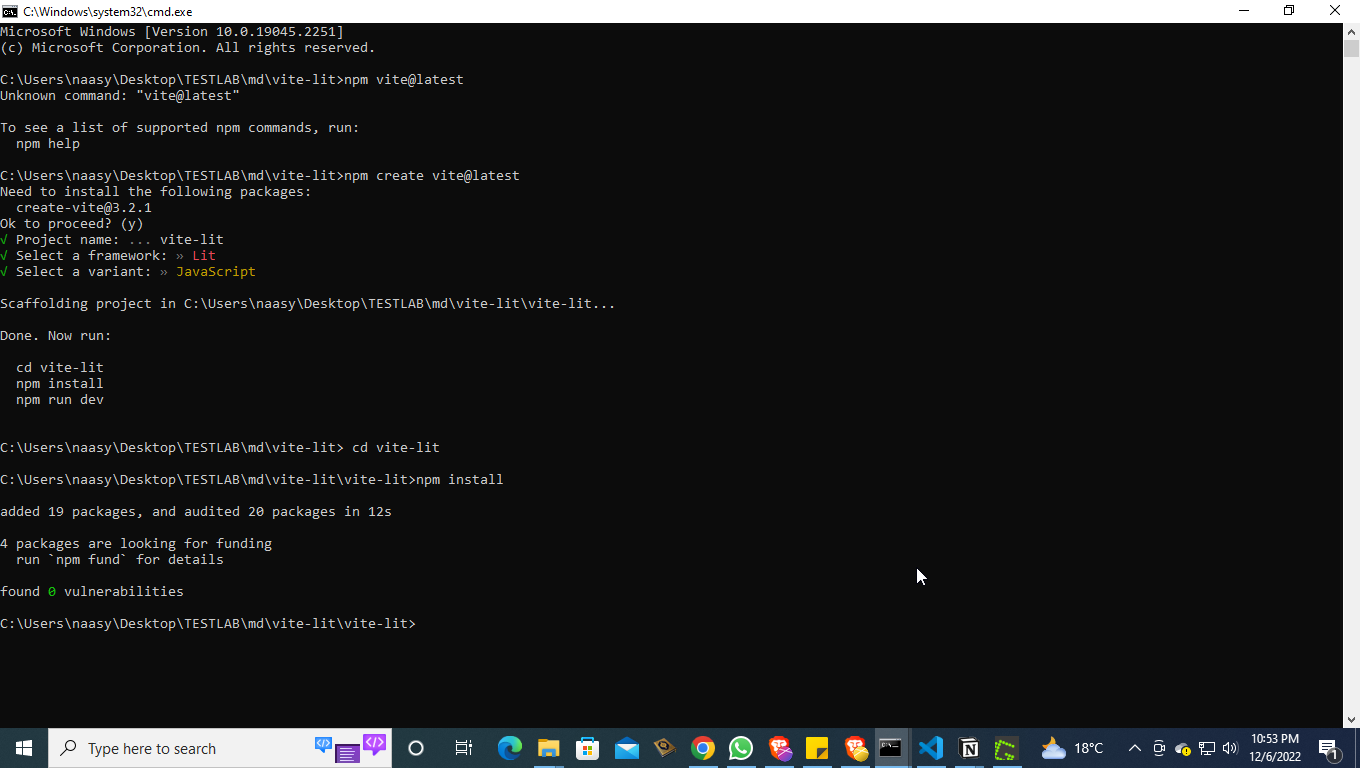 C:\Windows\system32\cmd.exe
Microsoft Windows [Version 10.0.19045.2251]
(c) Microsoft Corporation. All rights reserved.
C:\Users\naasy\Desktop\TESTLAB\md\vite-lit>npm vite@latest
Unknown command: "vite@latest"
To see a list of supported npm commands, run:
  npm help
C:\Users\naasy\Desktop\TESTLAB\md\vite-lit>npm create vite@latest
Need to install the following packages:
  create-vite@3.2.1
Ok to proceed? (y)
√ Project name: ... vite-lit
√ Select a framework: » Lit
√ Select a variant: » JavaScript
Scaffolding project in C:\Users\naasy\Desktop\TESTLAB\md\vite-lit\vite-lit...
Done. Now run:
  cd vite-lit
  npm install
  npm run dev
C:\Users\naasy\Desktop\TESTLAB\md\vite-lit> cd vite-lit
C:\Users\naasy\Desktop\TESTLAB\md\vite-lit\vite-lit>npm install
added 19 packages, and audited 20 packages in 12s
4 packages are looking for funding
  run `npm fund` for details
found 0 vulnerabilities
C:\Users\naasy\Desktop\TESTLAB\md\vite-lit\vite-lit>
Type here to search
18°C
10:53 PM
12/6/2022
1